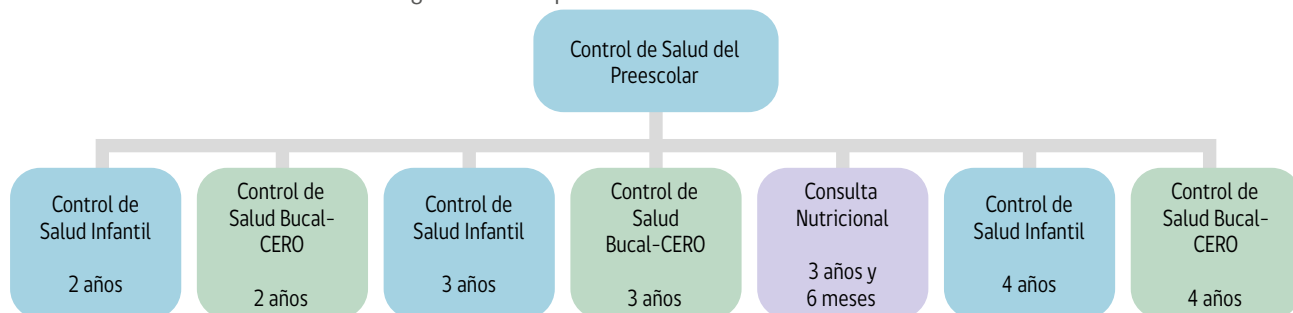 Control de Salud del
Preescolar
Control de
Salud Infantil
2 años
Control de
Salud Bucal-
CERO
2 años
Control de
Salud Infantil
3 años
Control de
Salud
Bucal-CERO
3 años
Consulta
Nutricional
3 años y
6 meses
Control de
Salud Infantil
4 años
Control de
Salud Bucal-
CERO
4 años